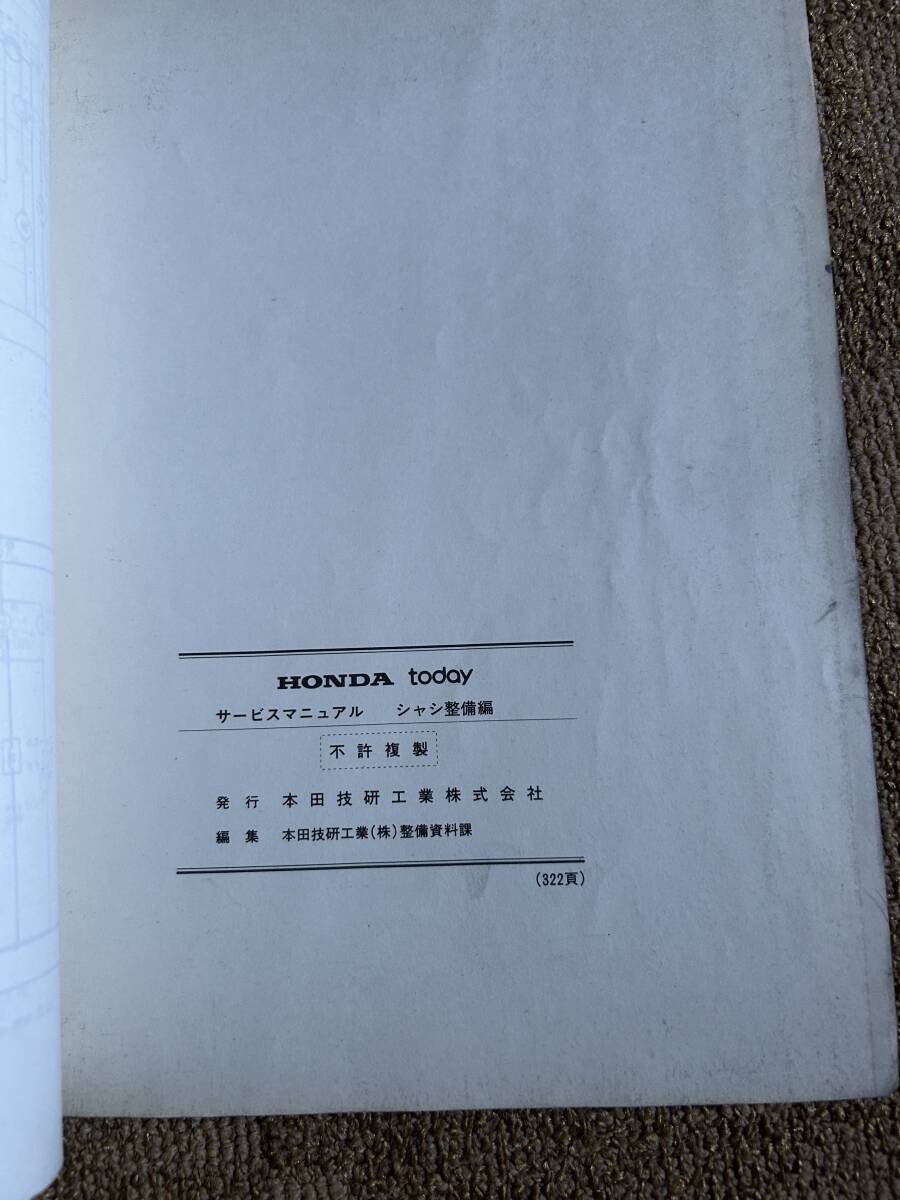 HONDA today
サービスマニュアル シャシ整備編
不許複製
発行 本田技研工業株式会社
編集 本田技研工業(株)整備資料課
(322頁)